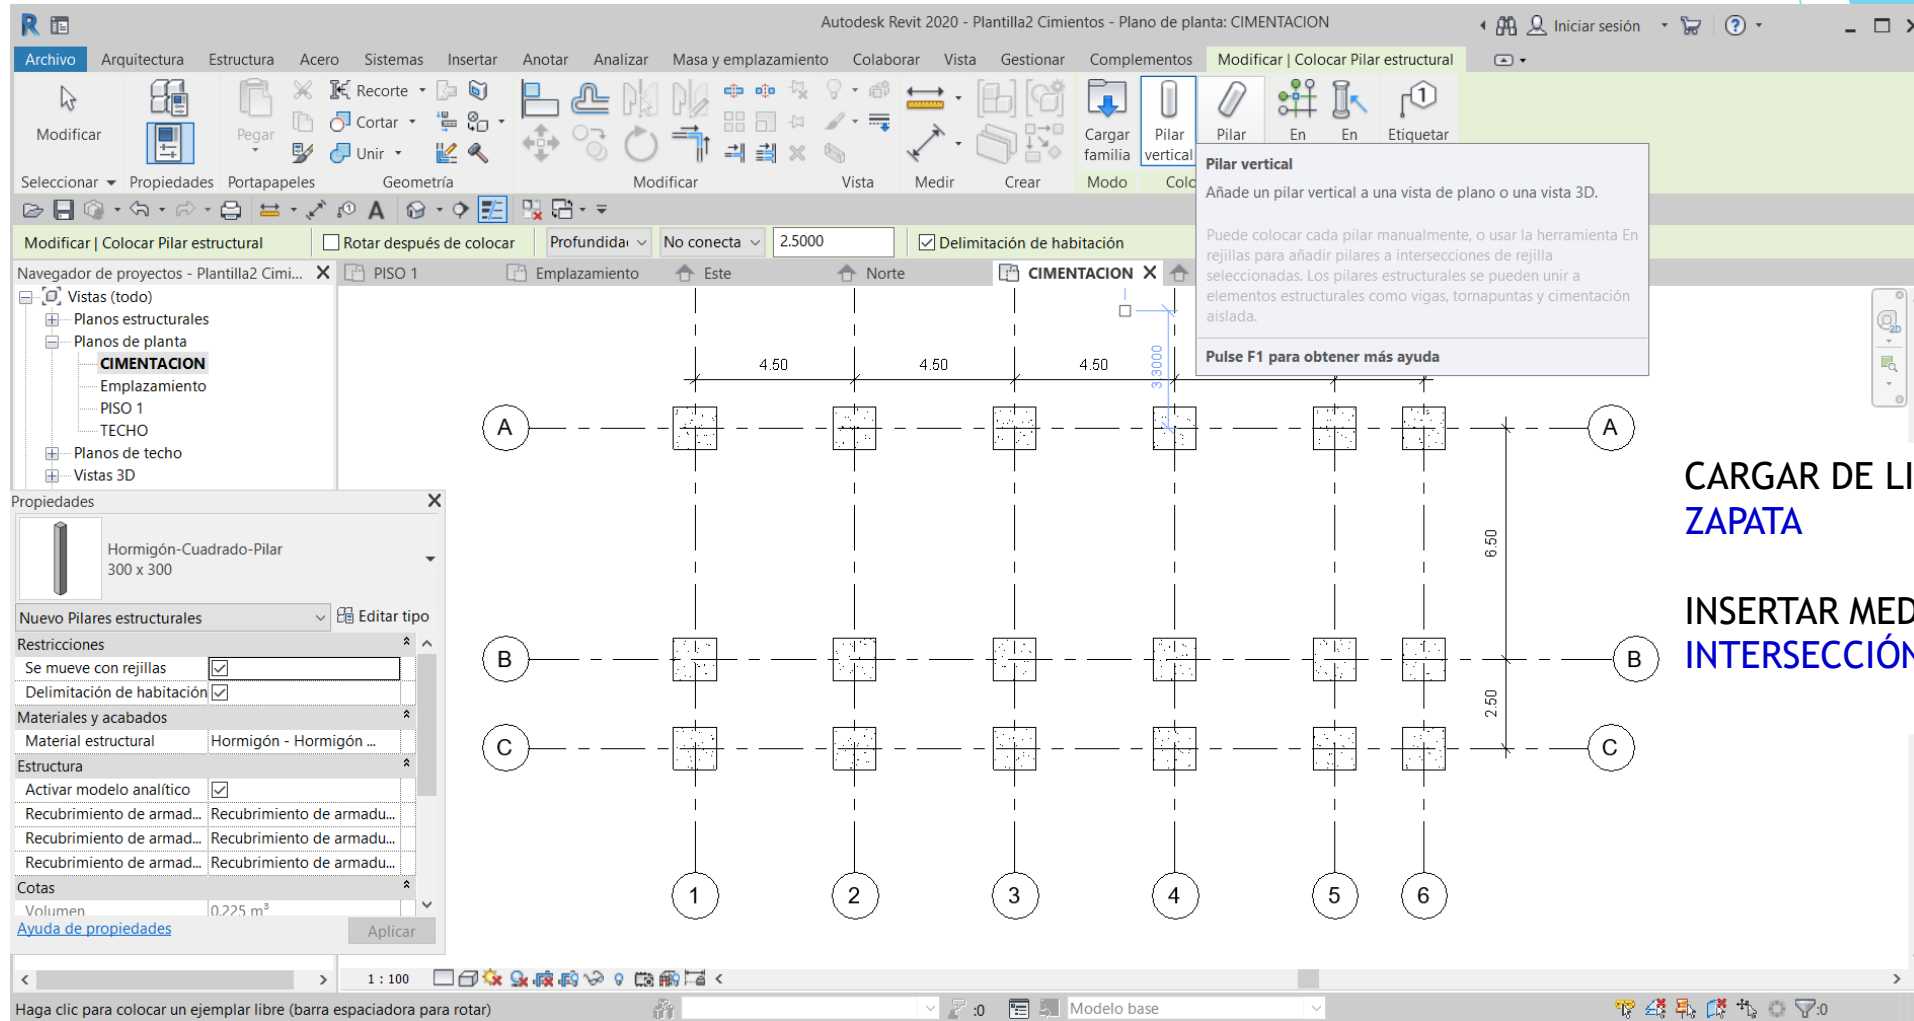 Autodesk Revit 2020 - Plantilla2 Cimientos - Plano de planta: CIMENTACION
Iniciar sesión
Archivo Arquitectura Estructura Acero Sistemas Insertar Anotar Analizar Masa y emplazamiento Colaborar Vista Gestionar Complementos Modificar | Colocar Pilar estructural
Modificar
Pegar
Recorte
Cortar
Unir
Cargar familia
Pilar vertical
Pilar
En
En
Etiquetar
Seleccionar Propiedades Portapapeles Geometría Modificar Vista Medir Crear Modo Colo
Pilar vertical
Añade un pilar vertical a una vista de plano o una vista 3D.
Puede colocar cada pilar manualmente, o usar la herramienta En
rejillas para añadir pilares a intersecciones de rejilla
seleccionadas. Los pilares estructurales se pueden unir a
elementos estructurales como vigas, tornapuntas y cimentación
aislada.
Pulse F1 para obtener más ayuda
Modificar | Colocar Pilar estructural Rotar después de colocar Profundida No conecta 2.5000 Delimitación de habitación
Navegador de proyectos - Plantilla2 Cimi... X PISO 1 Emplazamiento Este Norte CIMENTACION X
Vistas (todo)
Planos estructurales
Planos de planta
CIMENTACION
Emplazamiento
PISO 1
TECHO
Planos de techo
Vistas 3D
Propiedades X
Hormigón-Cuadrado-Pilar
300 x 300
Nuevo Pilares estructurales Editar tipo
Restricciones
Se mueve con rejillas
Delimitación de habitación
Materiales y acabados
Material estructural Hormigón - Hormigón ...
Estructura
Activar modelo analítico
Recubrimiento de armad... Recubrimiento de armadu...
Recubrimiento de armad... Recubrimiento de armadu...
Recubrimiento de armad... Recubrimiento de armadu...
Cotas
Volumen 0.225 m³
Ayuda de propiedades Aplicar
4.50 4.50 4.50 3.3000
A A
6.50
B B
2.50
C C
1 2 3 4 5 6
2D
CARGAR DE LI
ZAPATA
INSERTAR MED
INTERSECCIÓN
1 : 100
Haga clic para colocar un ejemplar libre (barra espaciadora para rotar) :0 Modelo base :0